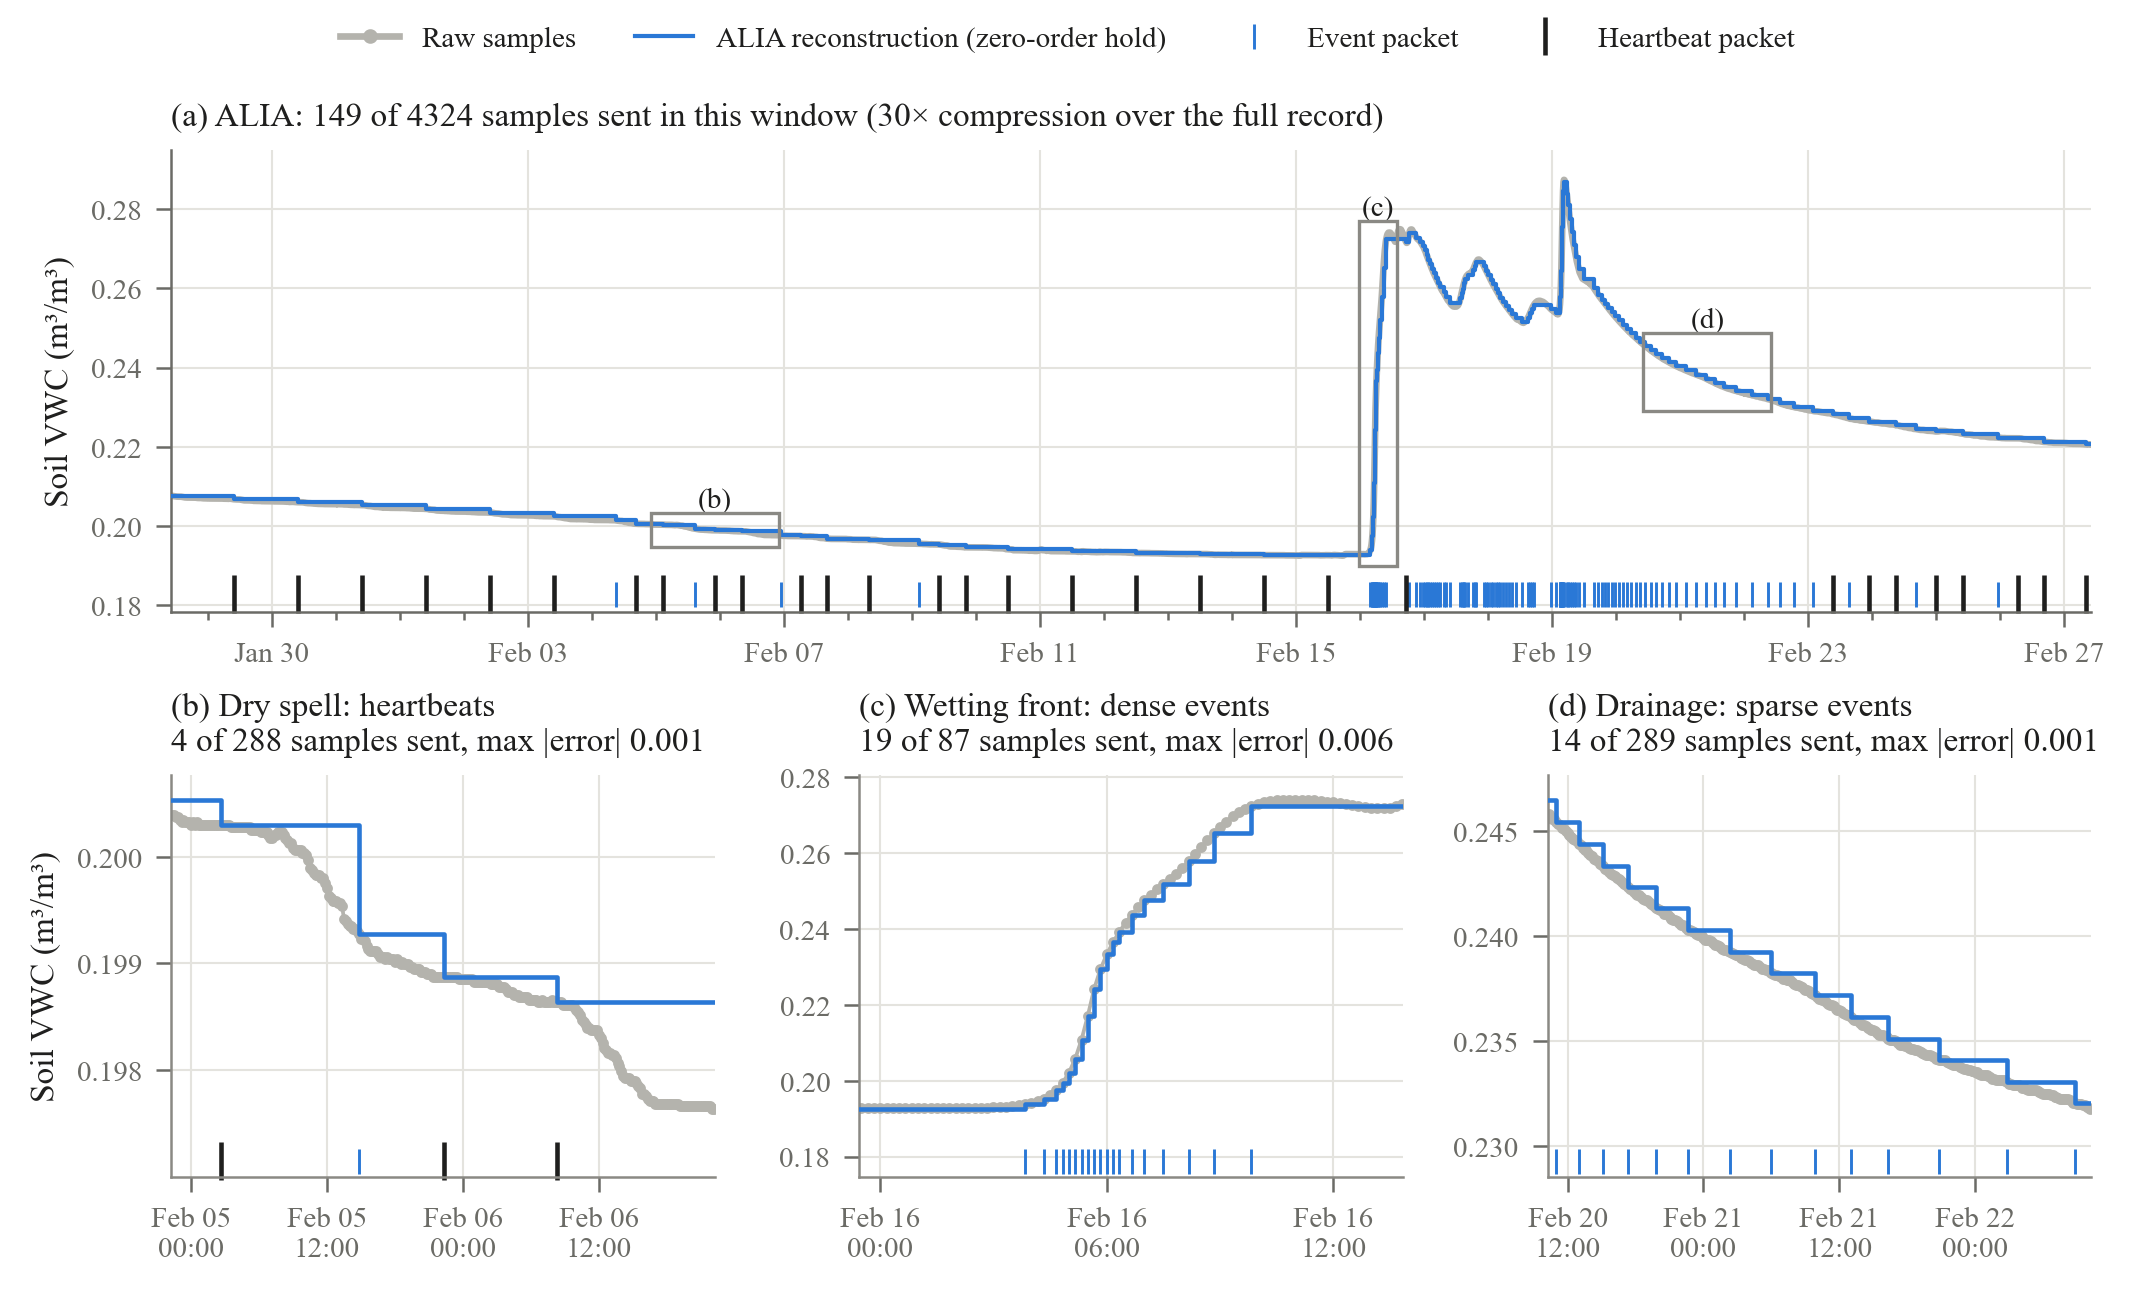 Raw samples ALIA reconstruction (zero-order hold) Event packet Heartbeat packet
(a) ALIA: 149 of 4324 samples sent in this window (30× compression over the full record)
Soil VWC (m³/m³)
0.28
0.26
0.24
0.22
0.20
0.18
(b)
(c)
(d)
Jan 30 Feb 03 Feb 07 Feb 11 Feb 15 Feb 19 Feb 23 Feb 27
(b) Dry spell: heartbeats
4 of 288 samples sent, max |error| 0.001
Soil VWC (m³/m³)
0.200
0.199
0.198
Feb 05 Feb 05 Feb 06 Feb 06
00:00 12:00 00:00 12:00
(c) Wetting front: dense events
19 of 87 samples sent, max |error| 0.006
0.28
0.26
0.24
0.22
0.20
0.18
Feb 16 Feb 16 Feb 16
00:00 06:00 12:00
(d) Drainage: sparse events
14 of 289 samples sent, max |error| 0.001
0.245
0.240
0.235
0.230
Feb 20 Feb 21 Feb 21 Feb 22
12:00 00:00 12:00 00:00